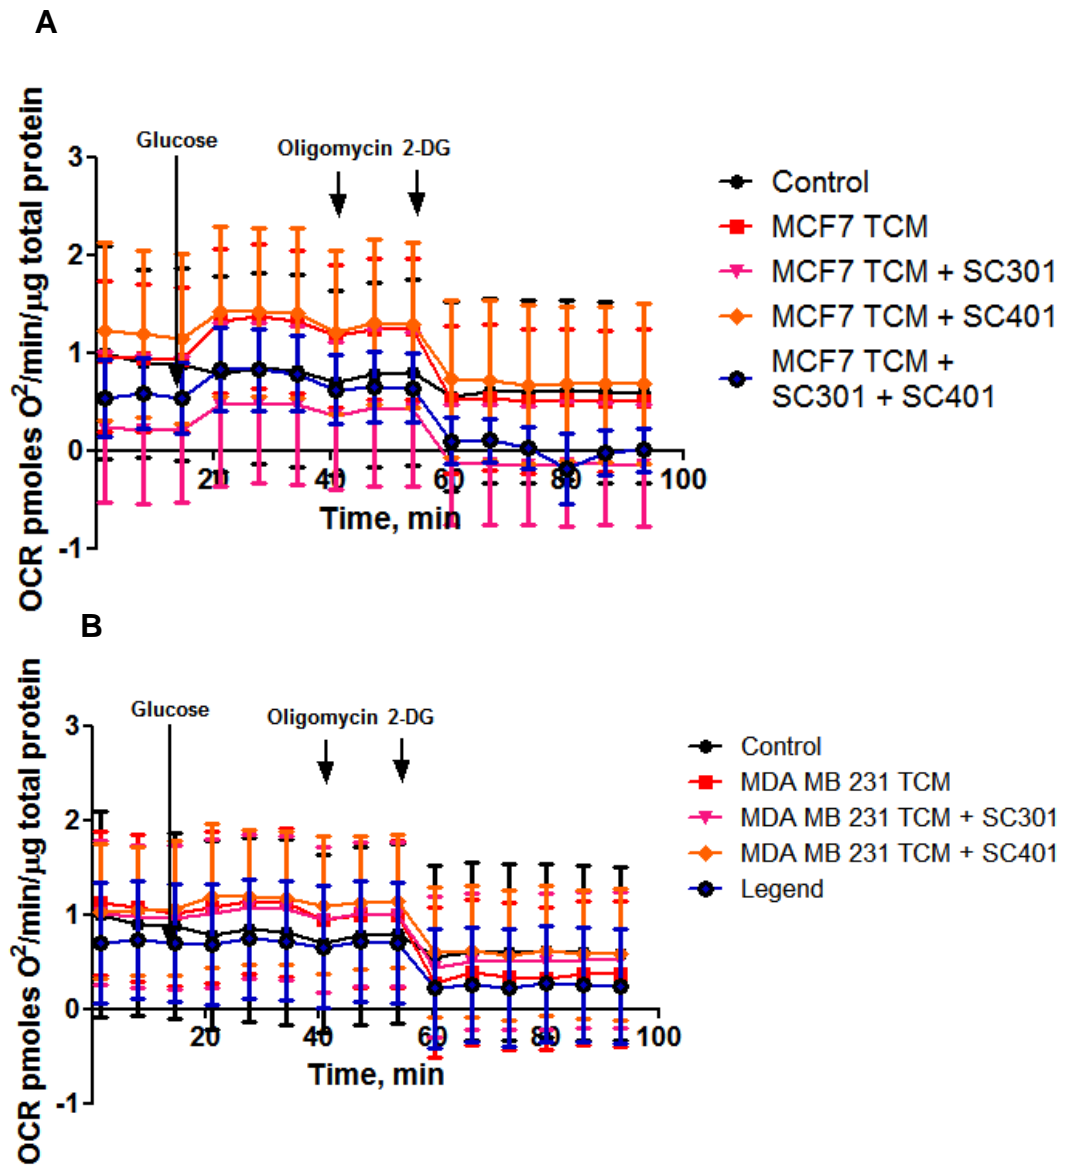 A
OCR pmoles O²/min/µg total protein
Glucose
Oligomycin 2-DG
3
2
1
0
-1
20
40
60
80
100
Time, min
Control
MCF7 TCM
MCF7 TCM + SC301
MCF7 TCM + SC401
MCF7 TCM +
SC301 + SC401
B
OCR pmoles O²/min/µg total protein
Glucose
Oligomycin 2-DG
3
2
1
0
-1
20
40
60
80
100
Time, min
Control
MDA MB 231 TCM
MDA MB 231 TCM + SC301
MDA MB 231 TCM + SC401
Legend